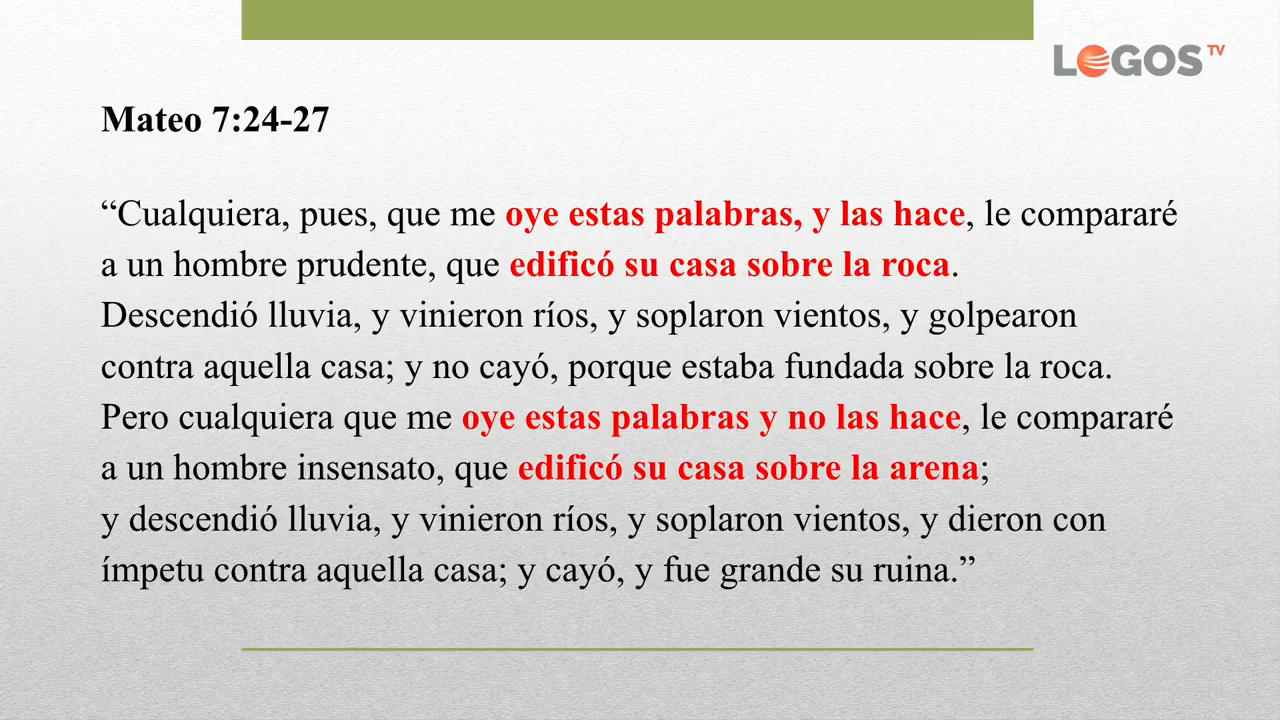 LOGOS TV
Mateo 7:24-27
“Cualquiera, pues, que me oye estas palabras, y las hace, le compararé
a un hombre prudente, que edificó su casa sobre la roca.
Descendió lluvia, y vinieron ríos, y soplaron vientos, y golpearon
contra aquella casa; y no cayó, porque estaba fundada sobre la roca.
Pero cualquiera que me oye estas palabras y no las hace, le compararé
a un hombre insensato, que edificó su casa sobre la arena;
y descendió lluvia, y vinieron ríos, y soplaron vientos, y dieron con
ímpetu contra aquella casa; y cayó, y fue grande su ruina.”